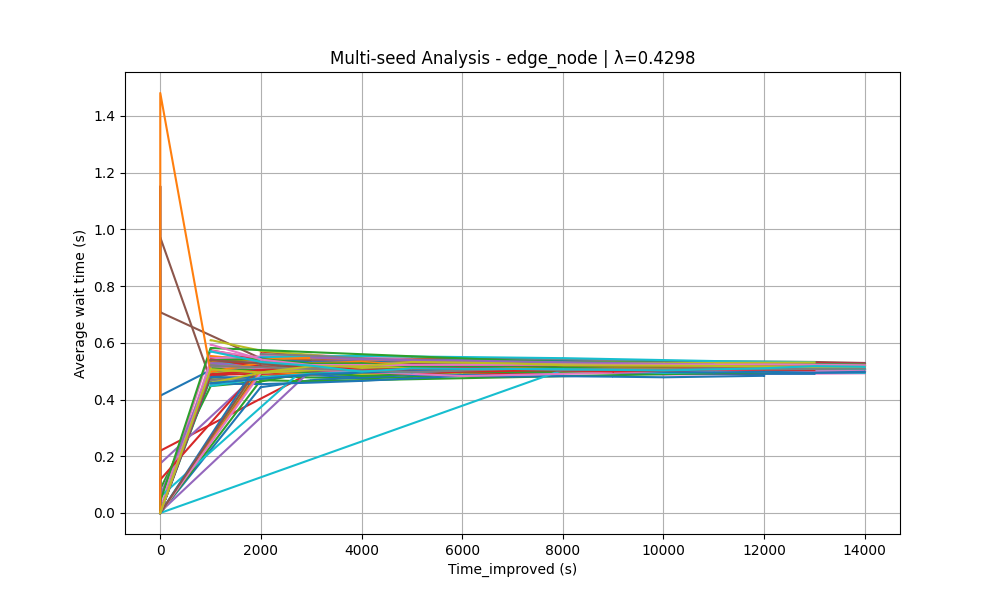 Multi-seed Analysis - edge_node | λ=0.4298
Average wait time (s)
1.4
1.2
1.0
0.8
0.6
0.4
0.2
0.0
0 2000 4000 6000 8000 10000 12000 14000
Time_improved (s)